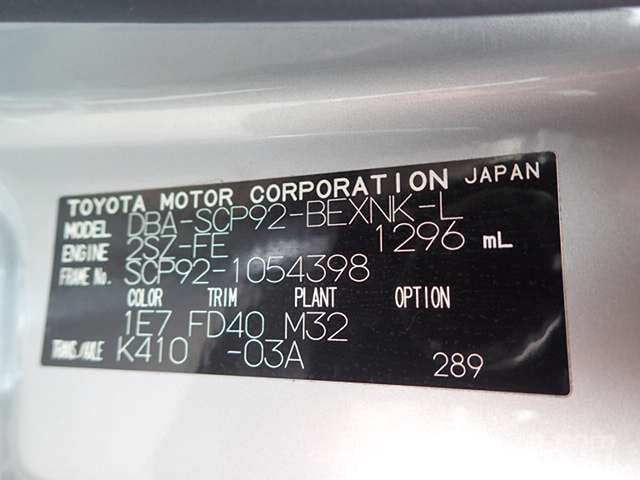 TOYOTA MOTOR CORPORATION JAPAN
MODEL DBA-SCP92-BEXNK-L
ENGINE 2SZ-FE 1296 mL
FRAME No. SCP92-1054398
COLOR TRIM PLANT OPTION
1E7 FD40 M32
TRANS./AXLE K410 -03A 289